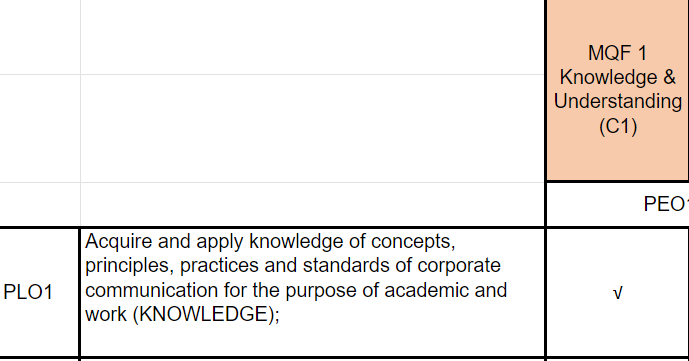 MQF 1
Knowledge &
Understanding
(C1)
PEO1
PLO1
Acquire and apply knowledge of concepts,
principles, practices and standards of corporate
communication for the purpose of academic and
work (KNOWLEDGE);
√